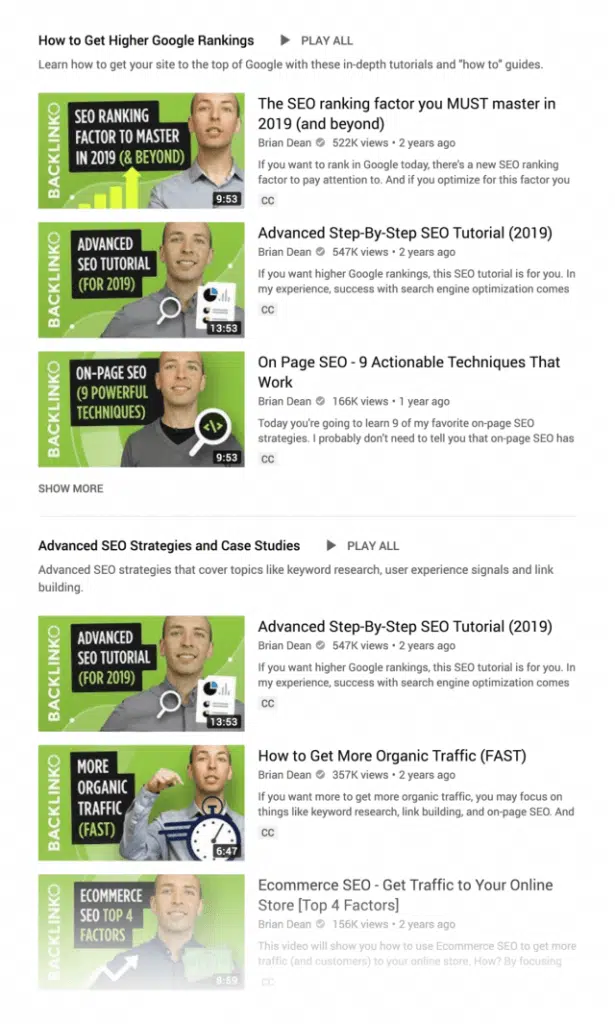 How to Get Higher Google Rankings ▶ PLAY ALL
Learn how to get your site to the top of Google with these in-depth tutorials and "how to" guides.
BACKLINKO
SEO RANKING
FACTOR TO MASTER
IN 2019 (& BEYOND)
9:53
The SEO ranking factor you MUST master in
2019 (and beyond)
Brian Dean 522K views • 2 years ago
If you want to rank in Google today, there's a new SEO ranking
factor to pay attention to. And if you optimize for this factor you
CC
BACKLINKO
ADVANCED
SEO TUTORIAL
(FOR 2019)
13:53
Advanced Step-By-Step SEO Tutorial (2019)
Brian Dean 547K views • 2 years ago
If you want higher Google rankings, this SEO tutorial is for you. In
my experience, success with search engine optimization comes
CC
BACKLINKO
ON-PAGE SEO
(9 POWERFUL
TECHNIQUES)
</>
9:53
On Page SEO - 9 Actionable Techniques That
Work
Brian Dean 166K views • 1 year ago
Today you're going to learn 9 of my favorite on-page SEO
strategies. I probably don't need to tell you that on-page SEO has
CC
SHOW MORE
Advanced SEO Strategies and Case Studies ▶ PLAY ALL
Advanced SEO strategies that cover topics like keyword research, user experience signals and link
building.
BACKLINKO
ADVANCED
SEO TUTORIAL
(FOR 2019)
13:53
Advanced Step-By-Step SEO Tutorial (2019)
Brian Dean 547K views • 2 years ago
If you want higher Google rankings, this SEO tutorial is for you. In
my experience, success with search engine optimization comes
CC
BACKLINKO
MORE
ORGANIC
TRAFFIC
(FAST)
6:47
How to Get More Organic Traffic (FAST)
Brian Dean 357K views • 2 years ago
If you want more to get more organic traffic, you may focus on
things like keyword research, link building, and on-page SEO. And
CC
BACKLINKO
ECOMMERCE
SEO TOP 4
FACTORS
8:59
Ecommerce SEO - Get Traffic to Your Online
Store [Top 4 Factors]
Brian Dean 156K views • 2 years ago
This video will show you how to use Ecommerce SEO to get more
traffic (and customers) to your online store. How? By focusing
CC